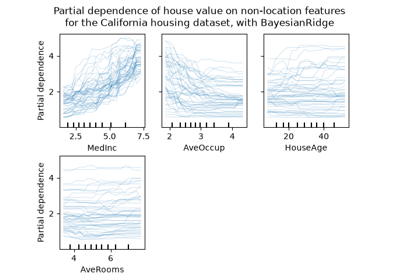 Partial dependence of house value on non-location features
for the California housing dataset, with BayesianRidge
Partial dependence
4
2
2.5 5.0 7.5
MedInc
2 3 4
AveOccup
20 40
HouseAge
Partial dependence
4
2
4 6
AveRooms